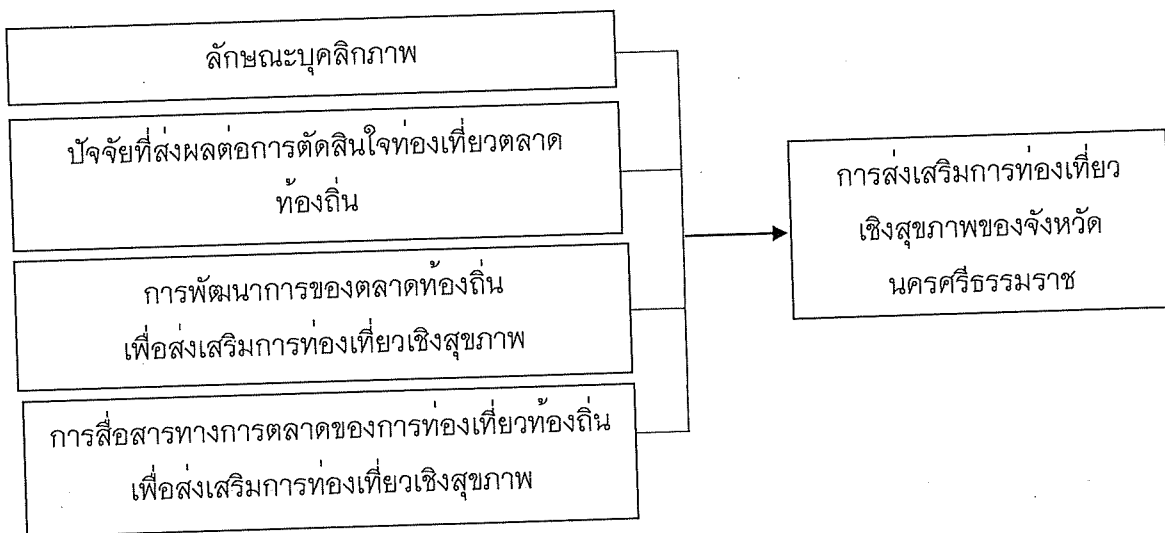 ลักษณะบุคลิกภาพ
ปัจจัยที่ส่งผลต่อการตัดสินใจท่องเที่ยวตลาด
ท้องถิ่น
การพัฒนาการของตลาดท้องถิ่น
เพื่อส่งเสริมการท่องเที่ยวเชิงสุขภาพ
การสื่อสารทางการตลาดของการท่องเที่ยวท้องถิ่น
เพื่อส่งเสริมการท่องเที่ยวเชิงสุขภาพ
การส่งเสริมการท่องเที่ยว
เชิงสุขภาพของจังหวัด
นครศรีธรรมราช